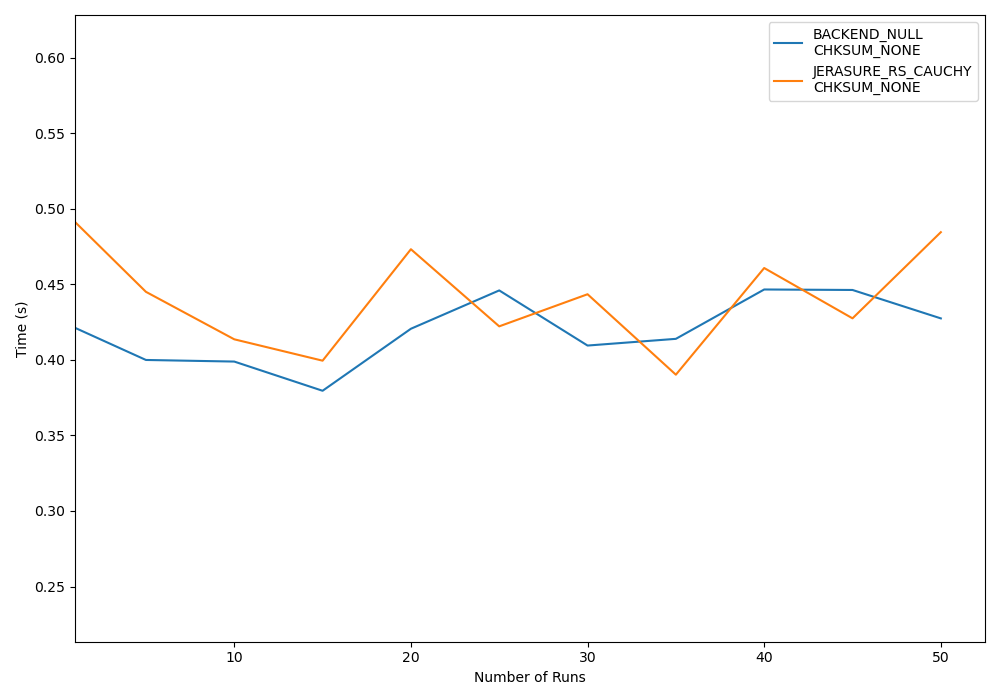 BACKEND_NULL
CHKSUM_NONE
JERASURE_RS_CAUCHY
CHKSUM_NONE
0.60
0.55
0.50
0.45
0.40
0.35
0.30
0.25
Time (s)
10 20 30 40 50
Number of Runs